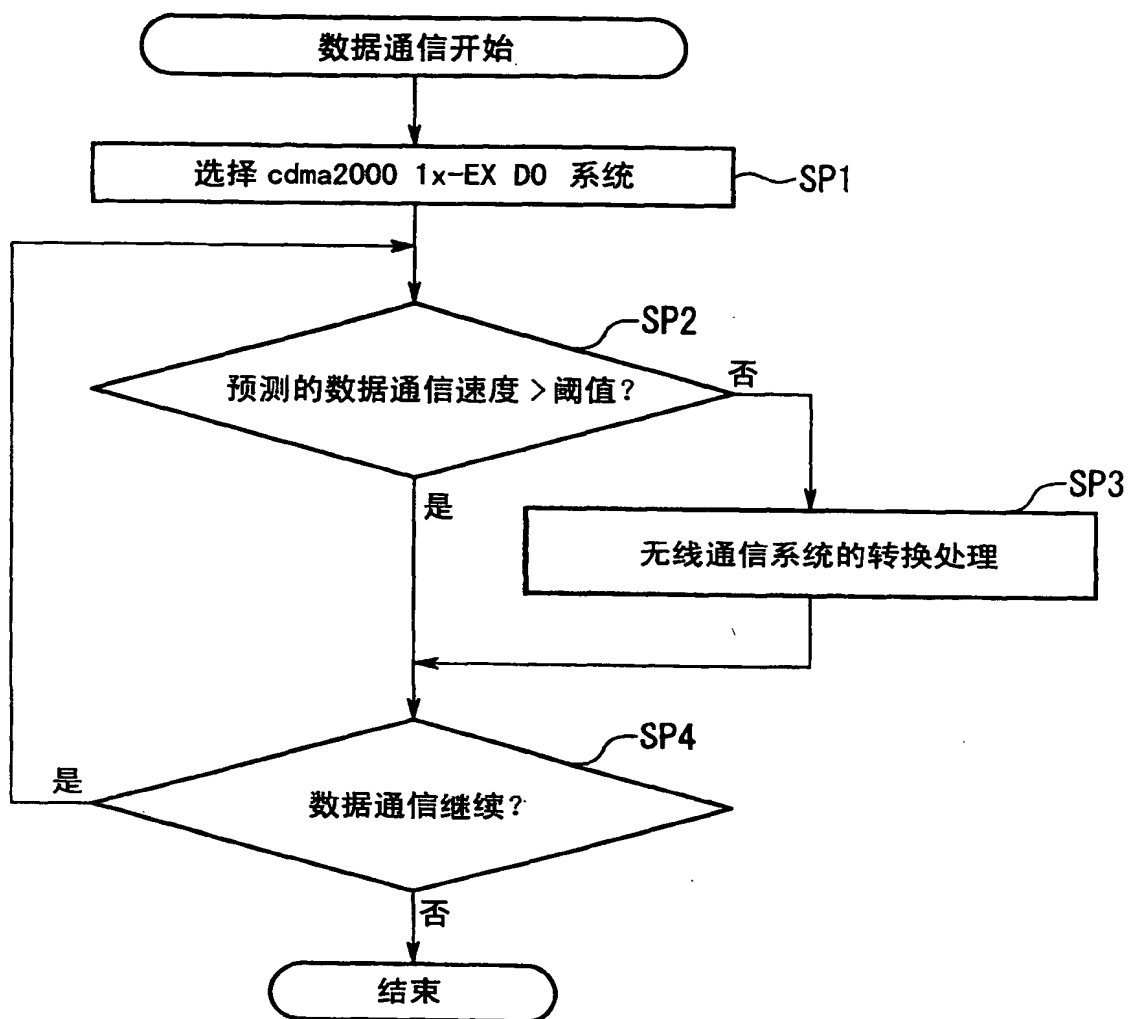 数据通信开始
选择 cdma2000 1x-EX DO 系统
SP1
SP2
预测的数据通信速度 > 阈值?
否
是
SP3
无线通信系统的转换处理
SP4
是
数据通信继续?
否
结束